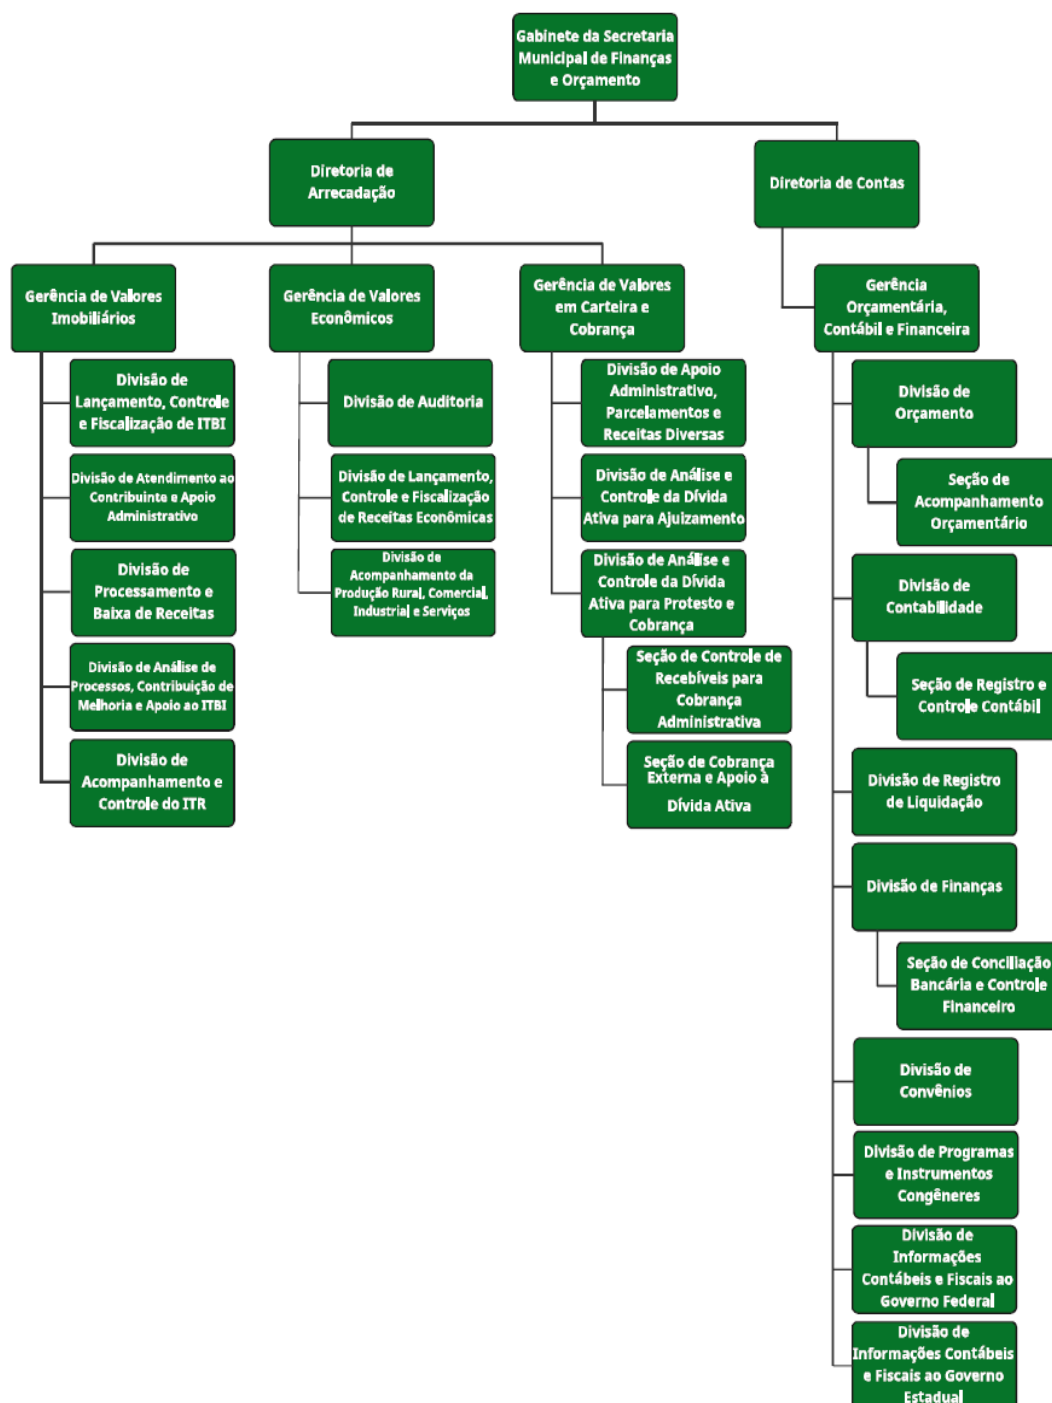 Gabinete da Secretaria
Municipal de Finanças
e Orçamento
Diretoria de
Arrecadação
Diretoria de Contas
Gerência de Valores
Imobiliários
Gerência de Valores
Econômicos
Gerência de Valores
em Carteira e
Cobrança
Gerência
Orçamentária,
Contábil e Financeira
Divisão de
Lançamento, Controle
e Fiscalização de ITBI
Divisão de Atendimento ao
Contribuinte e Apoio
Administrativo
Divisão de
Processamento e
Baixa de Receitas
Divisão de Análise de
Processos, Contribuição de
Melhoria e Apoio ao ITBI
Divisão de
Acompanhamento e
Controle do ITR
Divisão de Auditoria
Divisão de Lançamento,
Controle e Fiscalização
de Receitas Econômicas
Divisão de
Acompanhamento da
Produção Rural, Comercial,
Industrial e Serviços
Divisão de Apoio
Administrativo,
Parcelamentos e
Receitas Diversas
Divisão de Análise e
Controle da Dívida
Ativa para Ajuizamento
Divisão de Análise e
Controle da Dívida
Ativa para Protesto e
Cobrança
Seção de Controle de
Recebíveis para
Cobrança
Administrativa
Seção de Cobrança
Externa e Apoio à
Dívida Ativa
Divisão de
Orçamento
Seção de
Acompanhamento
Orçamentário
Divisão de
Contabilidade
Seção de Registro e
Controle Contábil
Divisão de Registro
de Liquidação
Divisão de Finanças
Seção de Conciliação
Bancária e Controle
Financeiro
Divisão de
Convênios
Divisão de Programas
e Instrumentos
Congêneres
Divisão de
Informações
Contábeis e Fiscais ao
Governo Federal
Divisão de
Informações Contábeis
e Fiscais ao Governo
Estadual